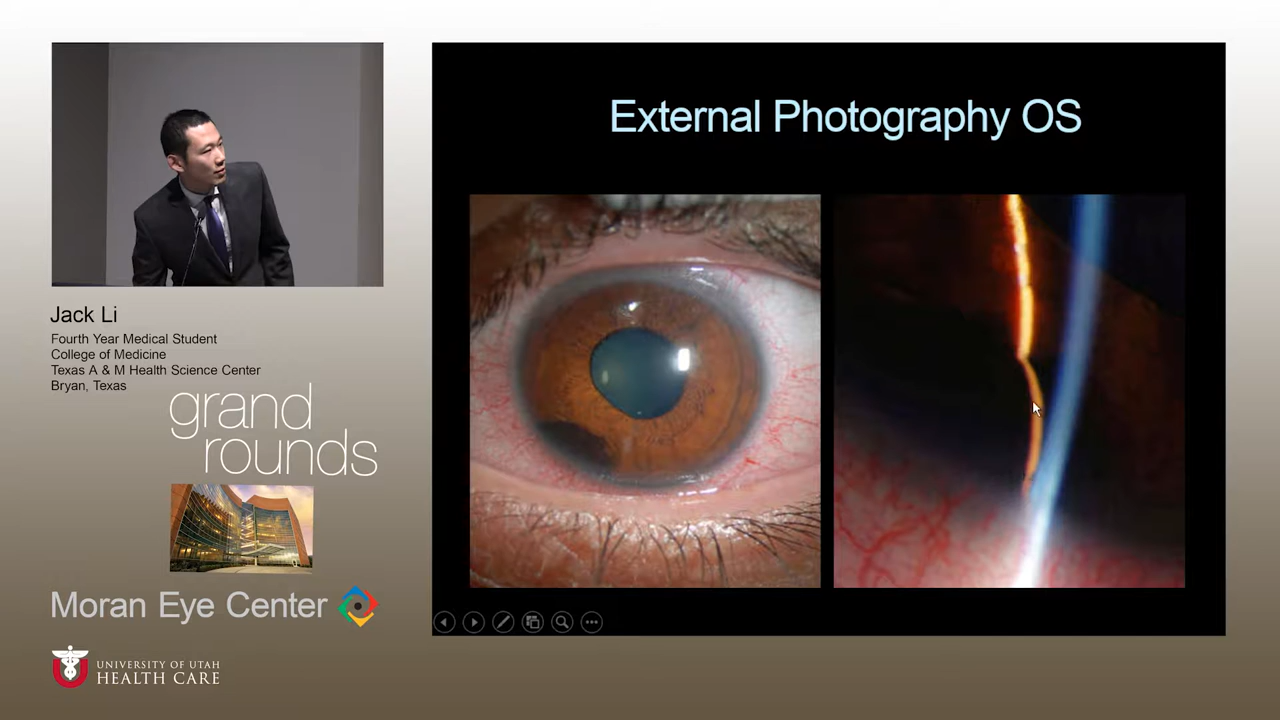 External Photography OS
Jack Li
Fourth Year Medical Student
College of Medicine
Texas A & M Health Science Center
Bryan, Texas
grand
rounds
Moran Eye Center
UNIVERSITY OF UTAH
HEALTH CARE